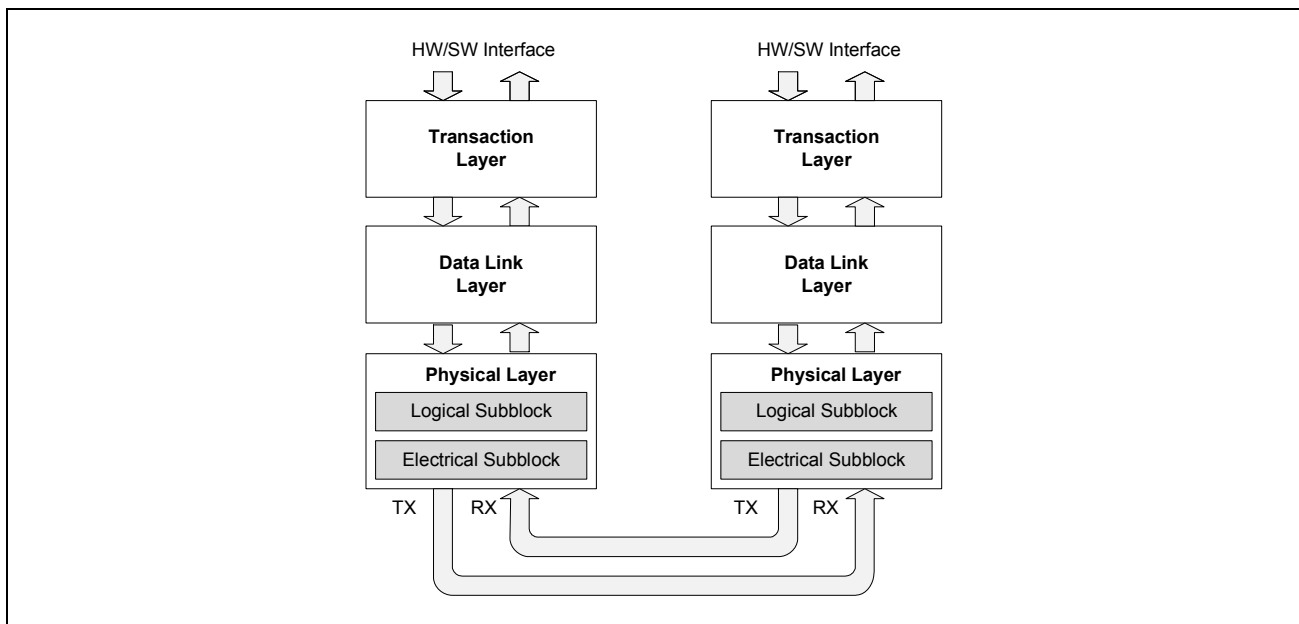 HW/SW Interface
Transaction
Layer
Data Link
Layer
Physical Layer
Logical Subblock
Electrical Subblock
TX
RX
HW/SW Interface
Transaction
Layer
Data Link
Layer
Physical Layer
Logical Subblock
Electrical Subblock
TX
RX